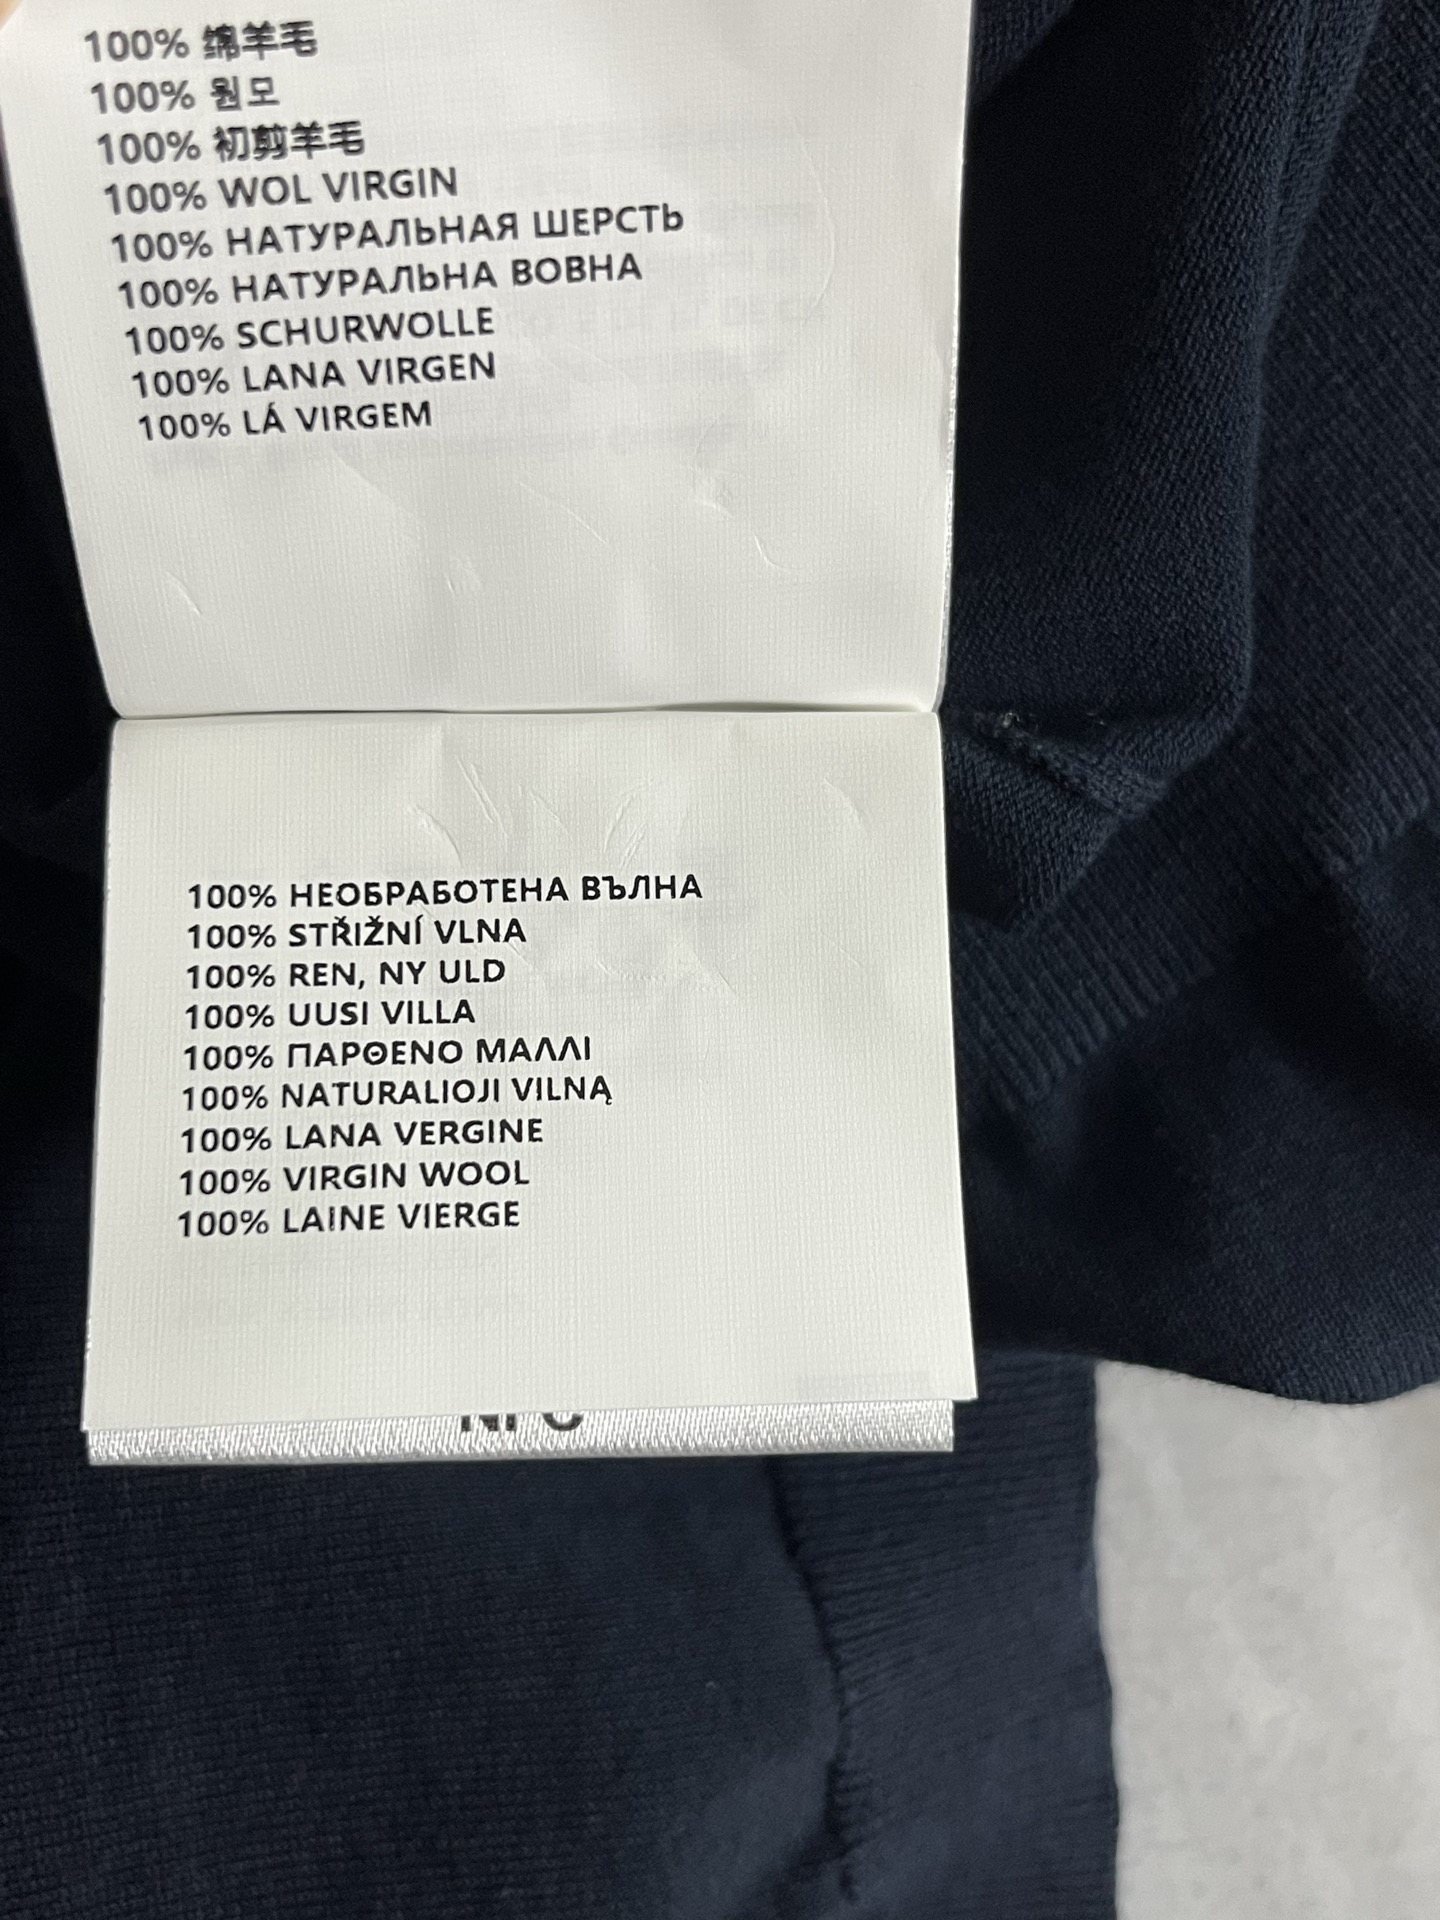 100% 绵羊毛
100% 원모
100% 初剪羊毛
100% WOL VIRGIN
100% НАТУРАЛЬНАЯ ШЕРСТЬ
100% НАТУРАЛЬНА ВОВНА
100% SCHURWOLLE
100% LANA VIRGEN
100% LÁ VIRGEM
100% НЕОБРАБОТЕНА ВЪЛНА
100% STŘIŽNÍ VLNA
100% REN, NY ULD
100% UUSI VILLA
100% ΠΑΡΘΕΝΟ ΜΑΛΛΙ
100% NATURALIOJI VILNĄ
100% LANA VERGINE
100% VIRGIN WOOL
100% LAINE VIERGE